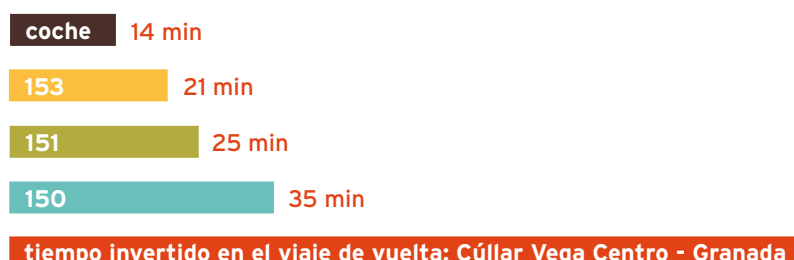 coche 14 min
153 21 min
151 25 min
150 35 min
tiempo invertido en el viaje de vuelta: Cúllar Vega Centro - Granada